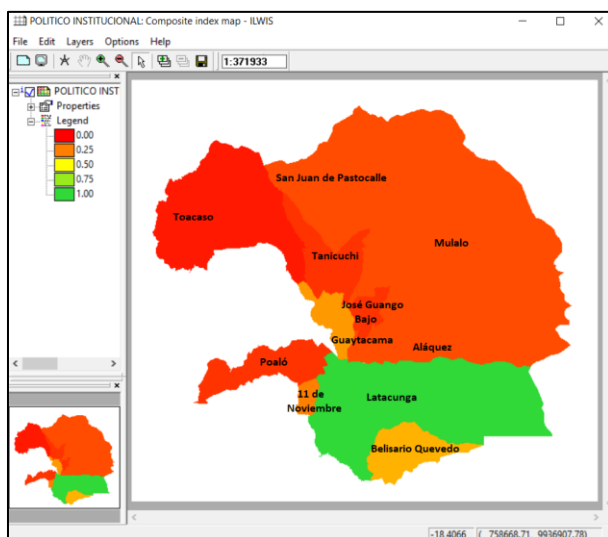 POLITICO INSTITUCIONAL: Composite index map - ILWIS
File Edit Layers Options Help
1:371933
POLITICO INST
Properties
Legend
0.00
0.25
0.50
0.75
1.00
San Juan de Pastocalle
Toacaso
Mulalo
Tanicuchi
José Guango
Bajo
Guaytacama
Aláquez
Poaló
11 de
Noviembre
Latacunga
Belisario Quevedo
-18.4066 ( 758668.71, 9936907.78)